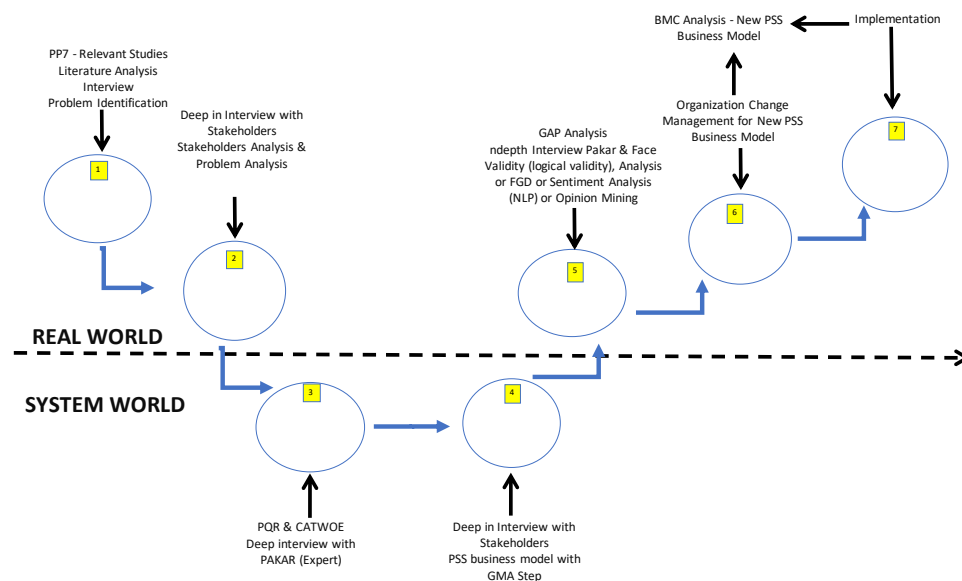 PP7 - Relevant Studies
Literature Analysis
Interview
Problem Identification
1
Deep in Interview with
Stakeholders
Stakeholders Analysis &
Problem Analysis
2
GAP Analysis
ndepth Interview Pakar & Face
Validity (logical validity), Analysis
or FGD or Sentiment Analysis
(NLP) or Opinion Mining
5
BMC Analysis - New PSS
Business Model
Organization Change
Management for New PSS
Business Model
6
Implementation
7
REAL WORLD
SYSTEM WORLD
3
PQR & CATWOE
Deep interview with
PAKAR (Expert)
4
Deep in Interview with
Stakeholders
PSS business model with
GMA Step